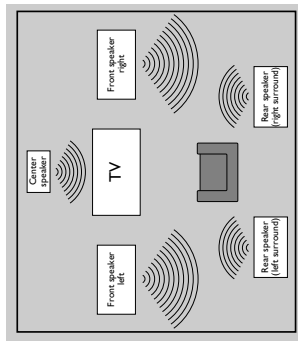 Front speaker
right
Rear speaker
(right surround)
Center
speaker
TV
Front speaker
left
Rear speaker
(left surround)